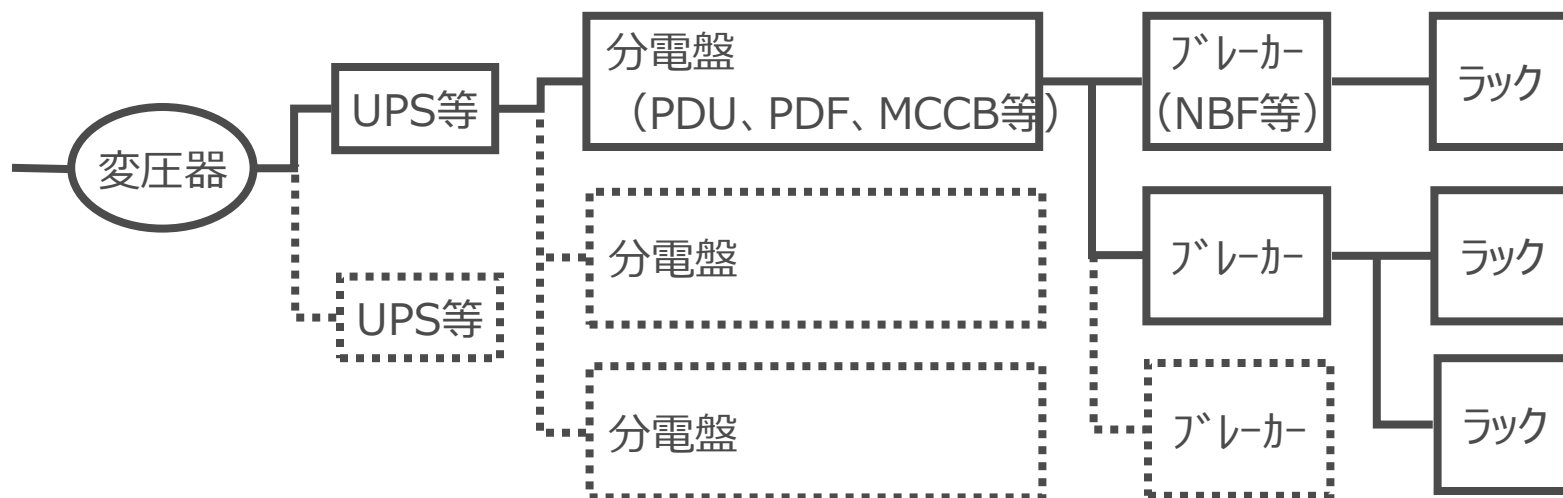 変圧器
UPS等
UPS等
分電盤
（PDU、PDF、MCCB等）
分電盤
分電盤
ﾌﾞﾚｰｶｰ
（NBF等）
ﾌﾞﾚｰｶｰ
ﾌﾞﾚｰｶｰ
ﾗｯｸ
ﾗｯｸ
ﾗｯｸ